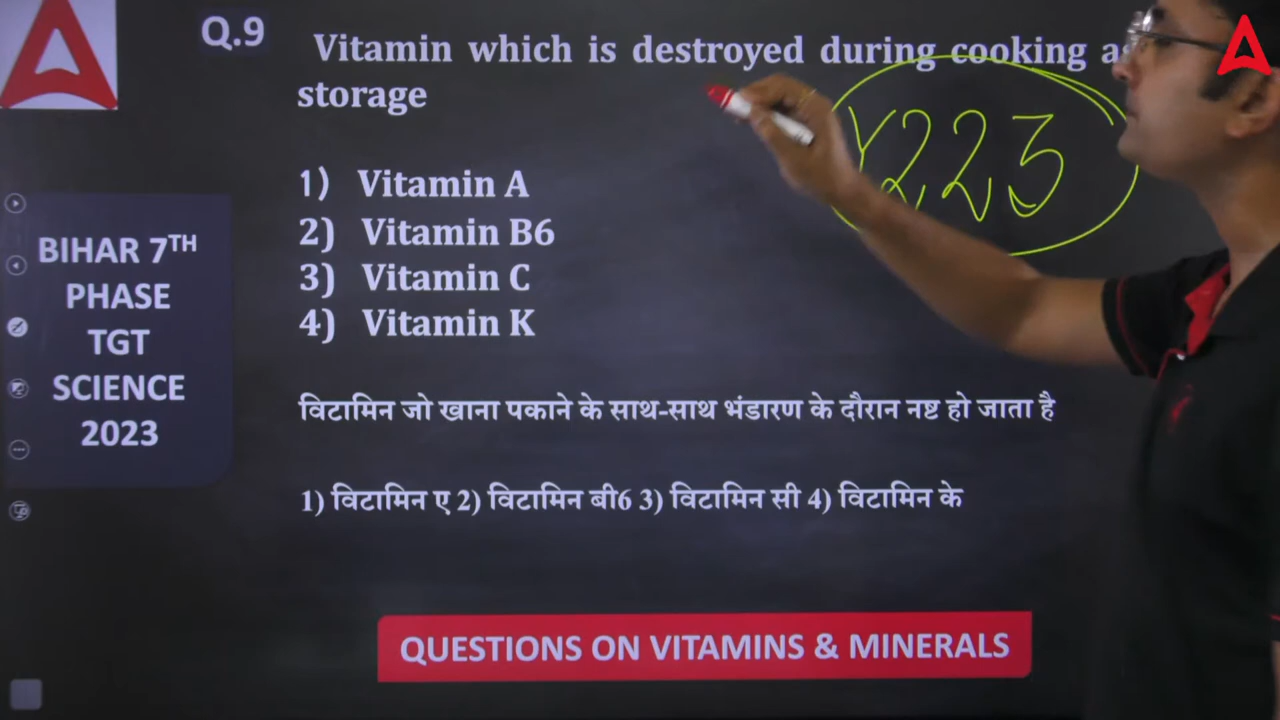 Q.9
Vitamin which is destroyed during cooking as
storage
Y223
1) Vitamin A
2) Vitamin B6
3) Vitamin C
4) Vitamin K
BIHAR 7TH
PHASE
TGT
SCIENCE
2023
विटामिन जो खाना पकाने के साथ-साथ भंडारण के दौरान नष्ट हो जाता है
1) विटामिन ए 2) विटामिन बी6 3) विटामिन सी 4) विटामिन के
QUESTIONS ON VITAMINS & MINERALS